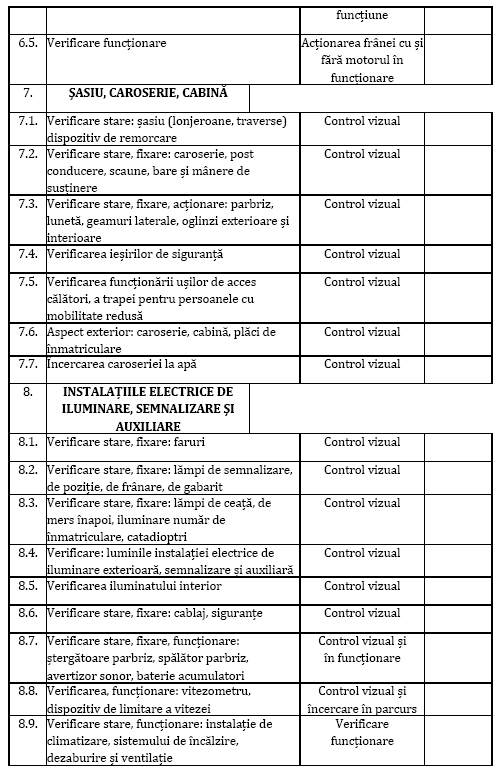 funcțiune
6.5. Verificare funcționare Acționarea frânei cu și
fără motorul în
funcționare
7. ȘASIU, CAROSERIE, CABINĂ
7.1. Verificare stare: șasiu (lonjeroane, traverse) Control vizual
dispozitiv de remorcare
7.2. Verificare stare, fixare: caroserie, post Control vizual
conducere, scaune, bare și mânere de
susținere
7.3. Verificare stare, fixare, acționare: parbriz, Control vizual
lunetă, geamuri laterale, oglinzi exterioare și
interioare
7.4. Verificarea ieșirilor de siguranță Control vizual
7.5. Verificarea funcționării ușilor de acces Control vizual
călători, a trapei pentru persoanele cu
mobilitate redusă
7.6. Aspect exterior: caroserie, cabină, plăci de Control vizual
înmatriculare
7.7. Încercarea caroseriei la apă Control vizual
8. INSTALAȚIILE ELECTRICE DE
ILUMINARE, SEMNALIZARE ȘI
AUXILIARE
8.1. Verificare stare, fixare: faruri Control vizual
8.2. Verificare stare, fixare: lămpi de semnalizare, Control vizual
de poziție, de frânare, de gabarit
8.3. Verificare stare, fixare: lămpi de ceață, de Control vizual
mers înapoi, iluminare număr de
înmatriculare, catadioptri
8.4. Verificare: luminile instalației electrice de Control vizual
iluminare exterioară, semnalizare și auxiliară
8.5. Verificarea iluminatului interior Control vizual
8.6. Verificare stare, fixare: cablaj, siguranțe Control vizual
8.7. Verificare stare, fixare, funcționare: Control vizual și
ștergătoare parbriz, spălător parbriz, în funcționare
avertizor sonor, baterie acumulatori
8.8. Verificarea, funcționare: vitezometru, Control vizual și
dispozitiv de limitare a vitezei încercare în parcurs
8.9. Verificare stare, funcționare: instalație de Verificare
climatizare, sistemului de încălzire, funcționare
dezaburire și ventilație